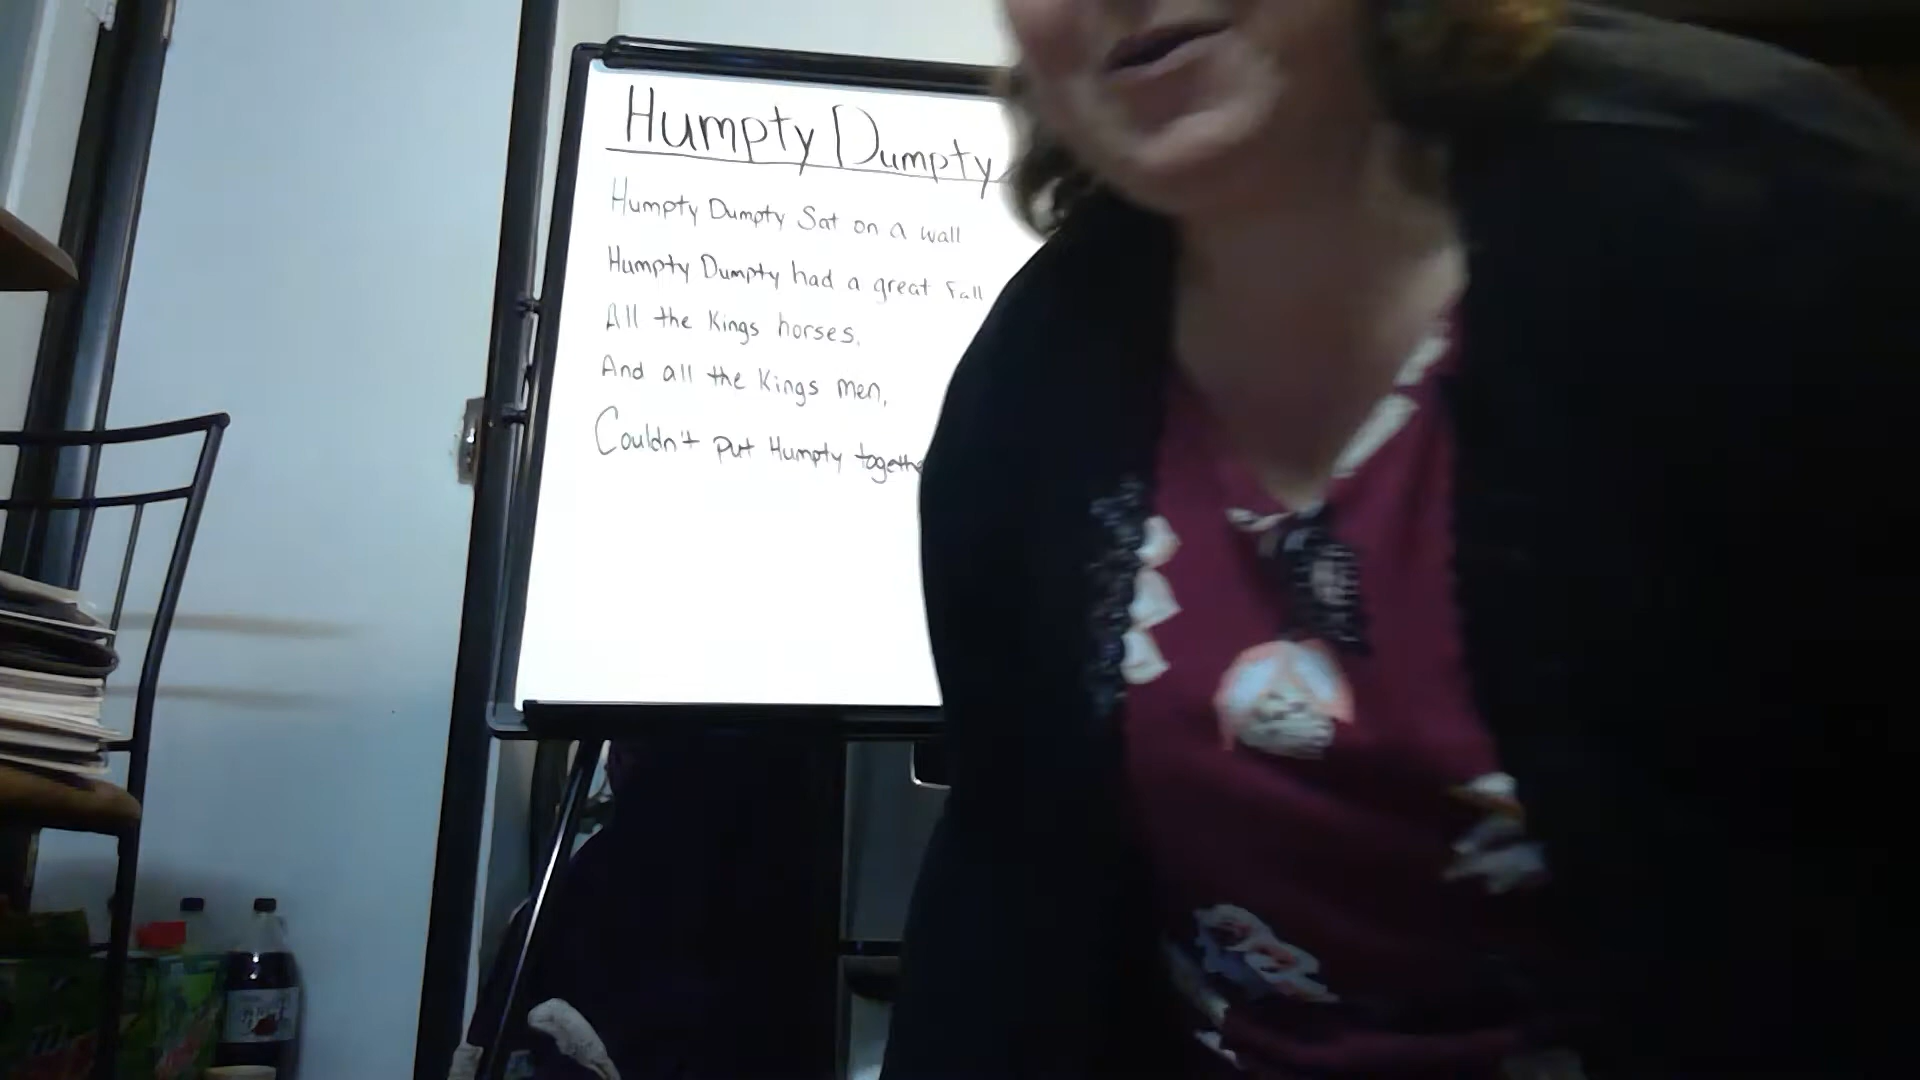 Humpty Dumpty
Humpty Dumpty Sat on a wall
Humpty Dumpty had a great fall
All the Kings horses,
And all the Kings men,
Couldn't put Humpty togethe